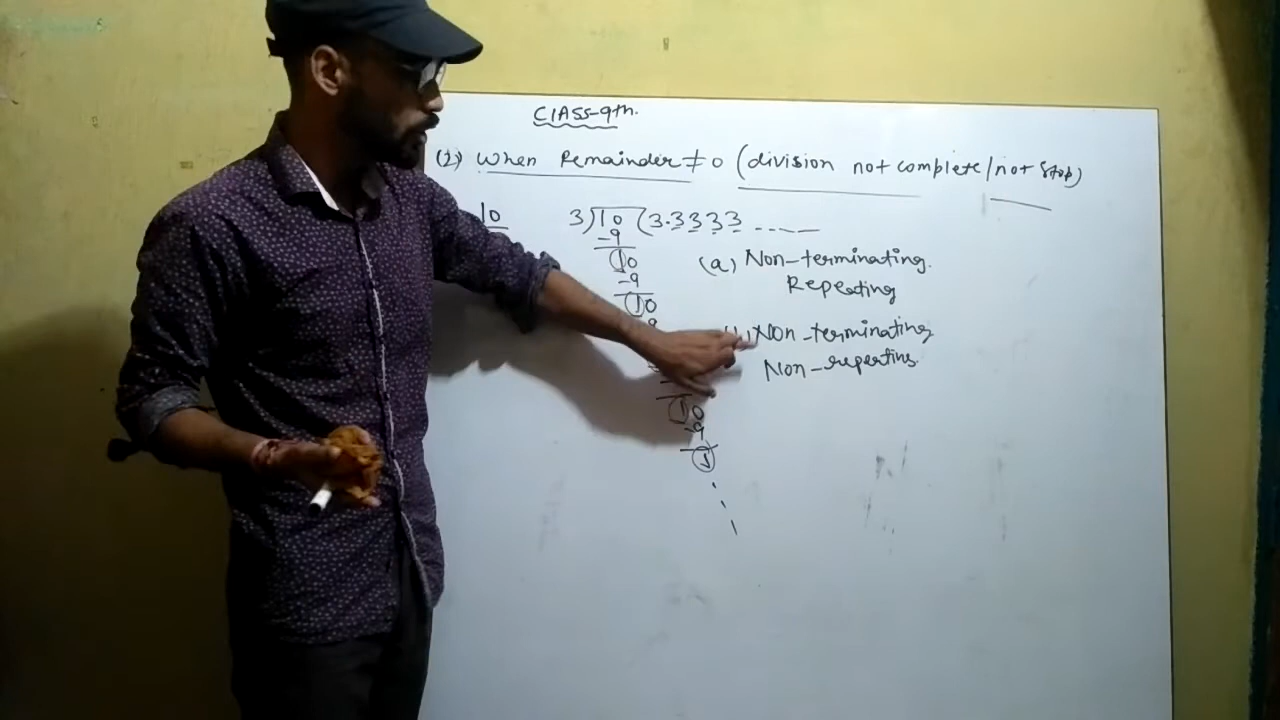 CLASS-9th.
(2) When Remainder ≠ 0 (division not complete/not stop)
10
3)10(3.3333.....
-9
10
-9
10
9
10
-9
1
(a) Non-terminating.
Repeating
Non-terminating
Non-repeating.